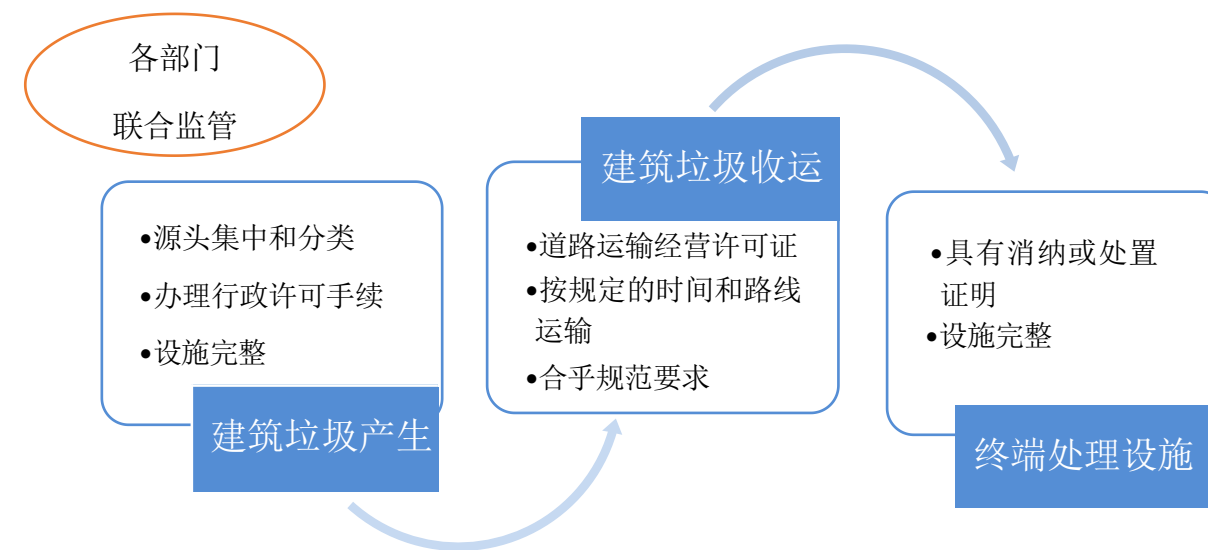 各部门
联合监管
•源头集中和分类
•办理行政许可手续
•设施完整
建筑垃圾产生
建筑垃圾收运
•道路运输经营许可证
•按规定的时间和路线
运输
•合乎规范要求
•具有消纳或处置
证明
•设施完整
终端处理设施